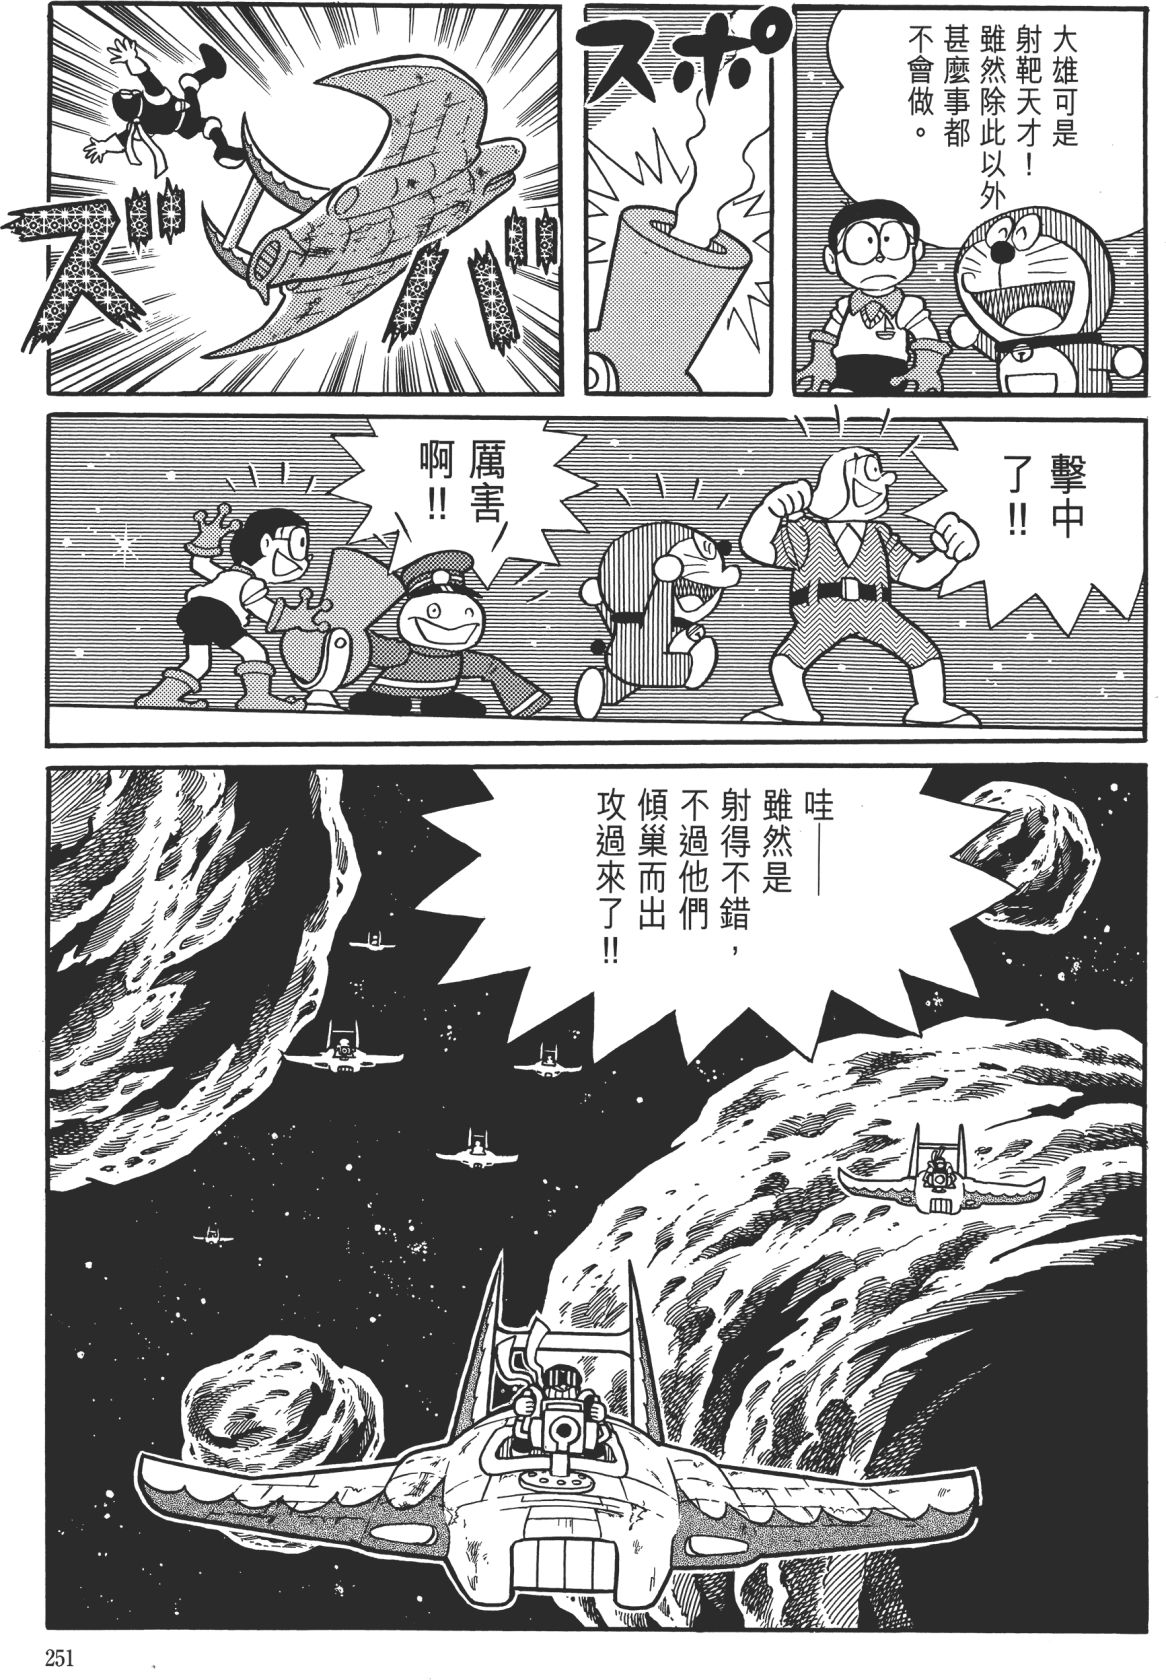 大雄可是
射靶天才！
雖然除此以外
甚麼事都
不會做。
スポ
ズバ
擊中
了!!
厲害
啊!!
哇——
雖然是
射得不錯，
不過他們
傾巢而出
攻過來了!!
251